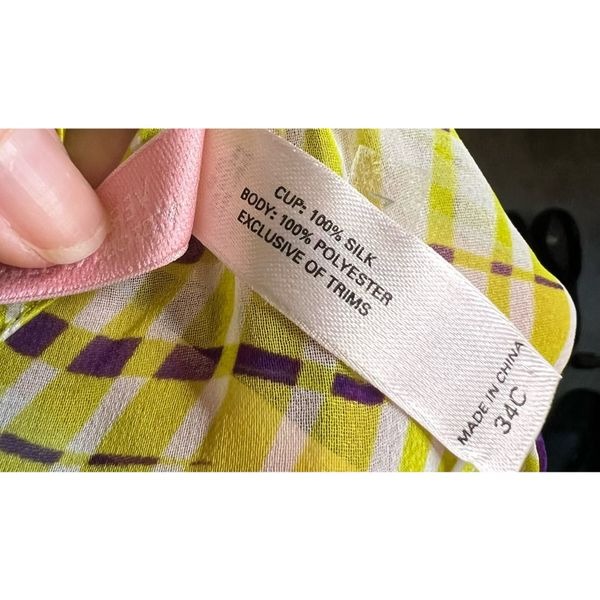 CUP: 100% SILK
BODY: 100% POLYESTER
EXCLUSIVE OF TRIMS
MADE IN CHINA
34C